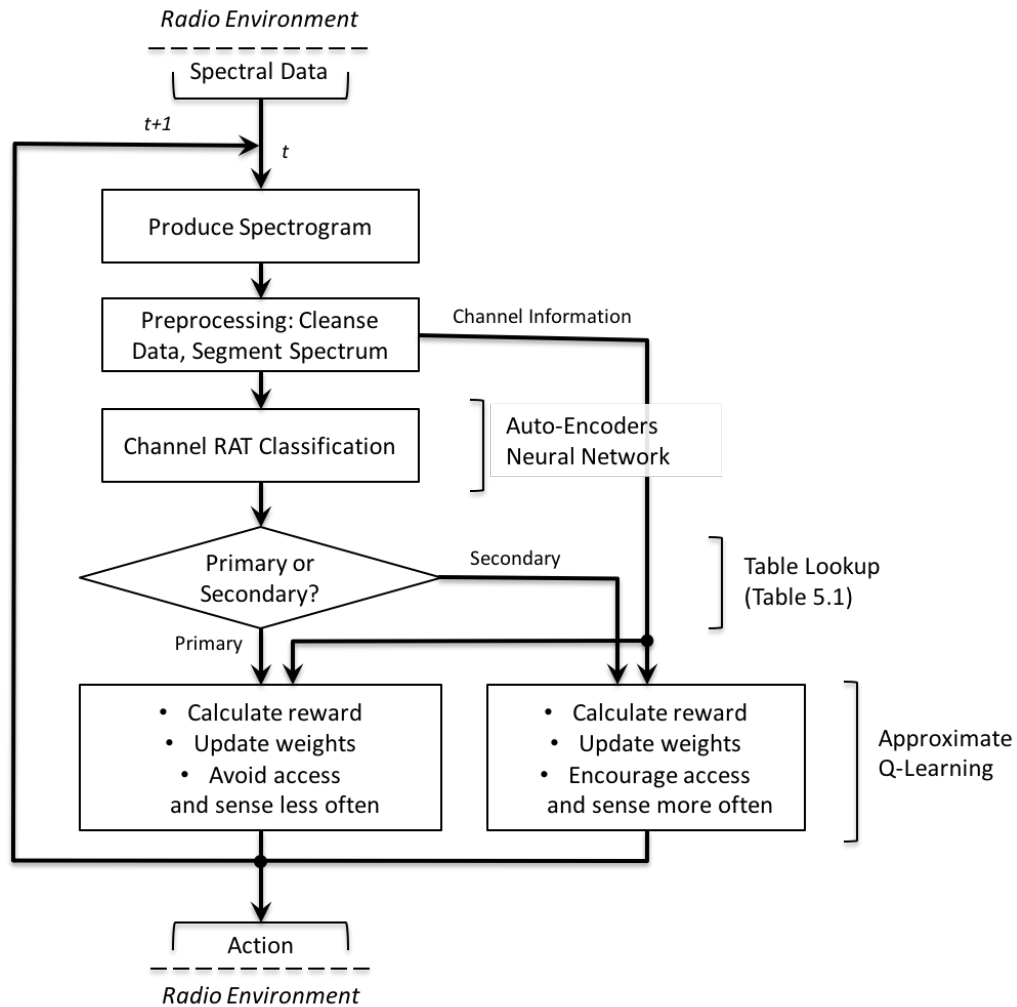 Radio Environment
Spectral Data
t+1
t
Produce Spectrogram
Preprocessing: Cleanse
Data, Segment Spectrum
Channel Information
Channel RAT Classification
Auto-Encoders
Neural Network
Primary or
Secondary?
Secondary
Primary
Table Lookup
(Table 5.1)
• Calculate reward
• Update weights
• Avoid access
and sense less often
• Calculate reward
• Update weights
• Encourage access
and sense more often
Approximate
Q-Learning
Action
Radio Environment